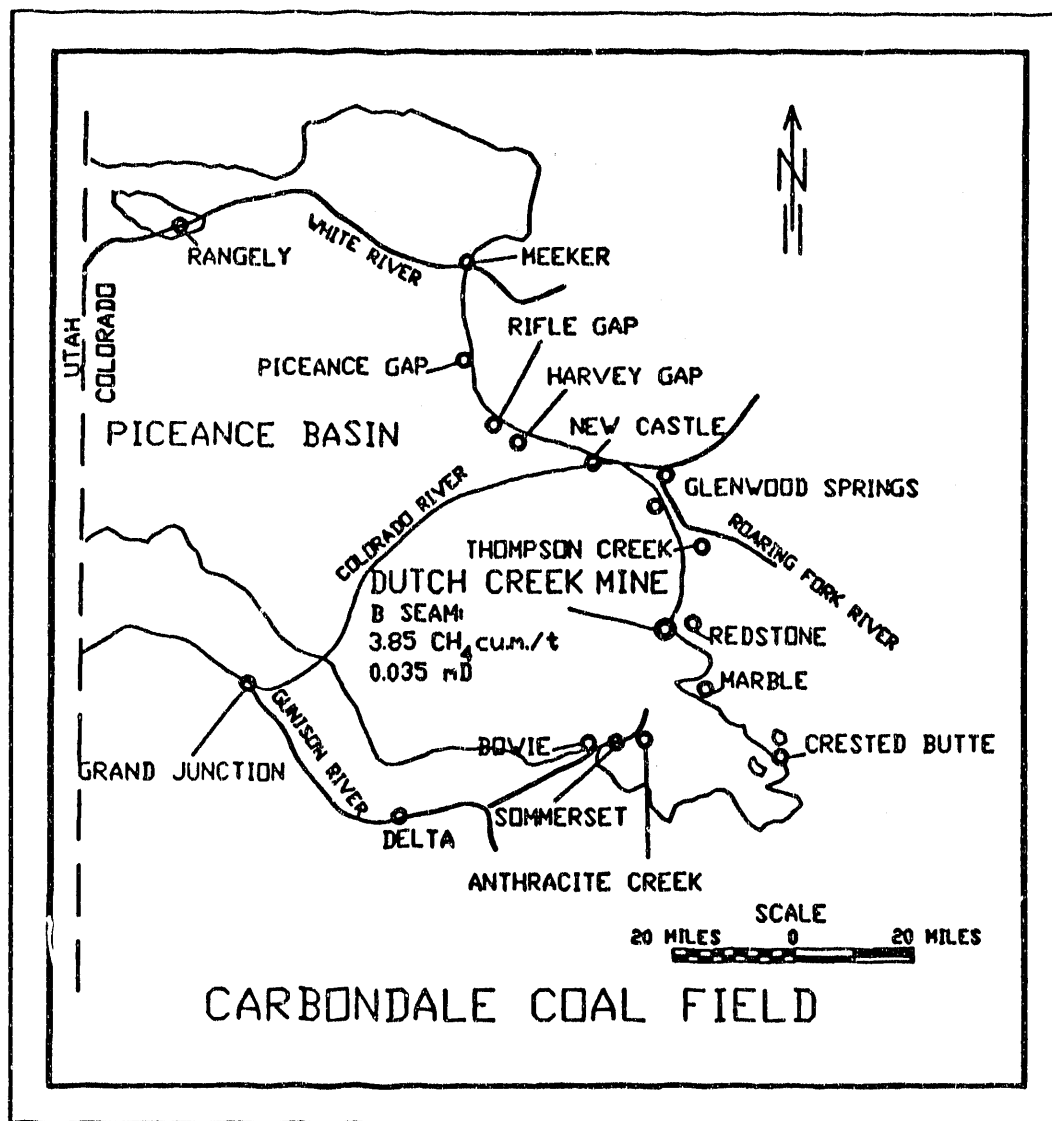 N
RANGELY
WHITE RIVER
MEEKER
UTAH
COLORADO
RIFLE GAP
PICEANCE GAP
HARVEY GAP
PICEANCE BASIN
NEW CASTLE
GLENWOOD SPRINGS
COLORADO RIVER
ROARING FORK RIVER
THOMPSON CREEK
DUTCH CREEK MINE
B SEAM:
3.85 CH₄ cu.m./t
0.035 mD
REDSTONE
MARBLE
GUNISON RIVER
BOWIE
CRESTED BUTTE
GRAND JUNCTION
SOMMERSET
DELTA
ANTHRACITE CREEK
SCALE
20 MILES 0 20 MILES
CARBONDALE COAL FIELD